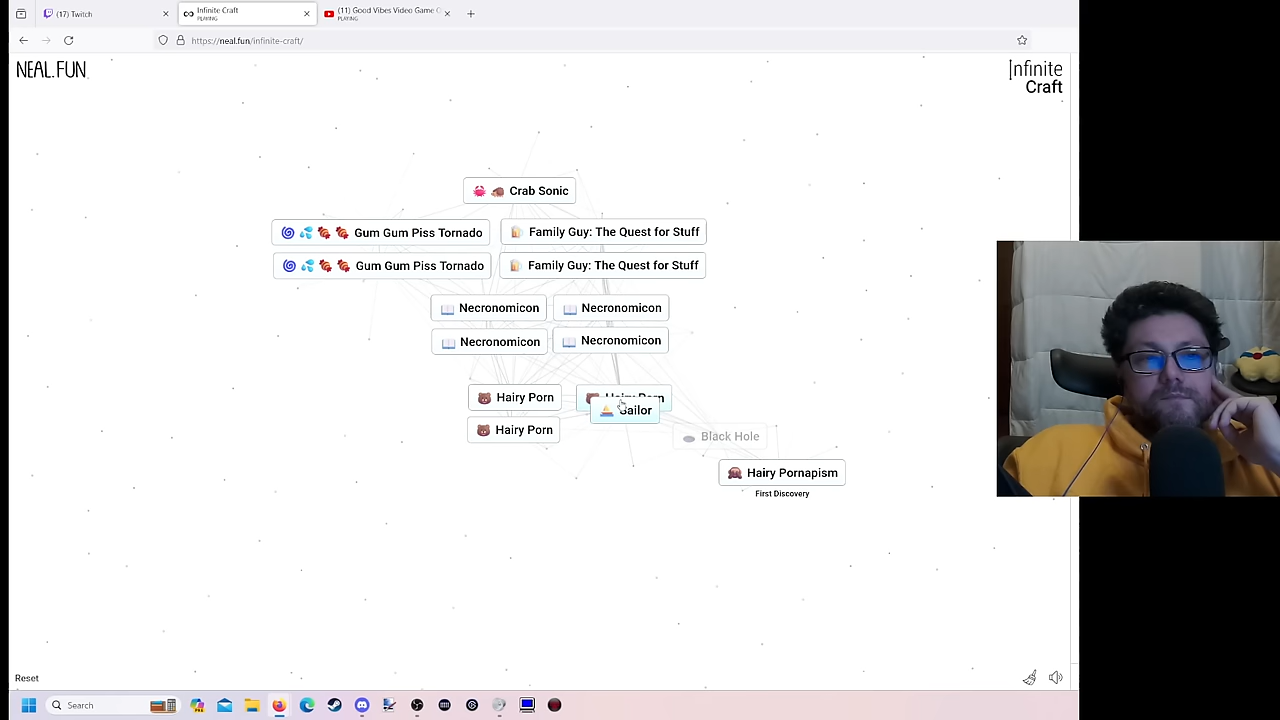 (17) Twitch
Infinite Craft
PLAYING
(11) Good Vibes Video Game
PLAYING
https://neal.fun/infinite-craft/
NEAL.FUN
Infinite
Craft
Crab Sonic
Gum Gum Piss Tornado
Family Guy: The Quest for Stuff
Gum Gum Piss Tornado
Family Guy: The Quest for Stuff
Necronomicon
Necronomicon
Necronomicon
Necronomicon
Hairy Porn
Hairy Porn
Sailor
Hairy Porn
Black Hole
Hairy Pornapism
First Discovery
Reset
Search